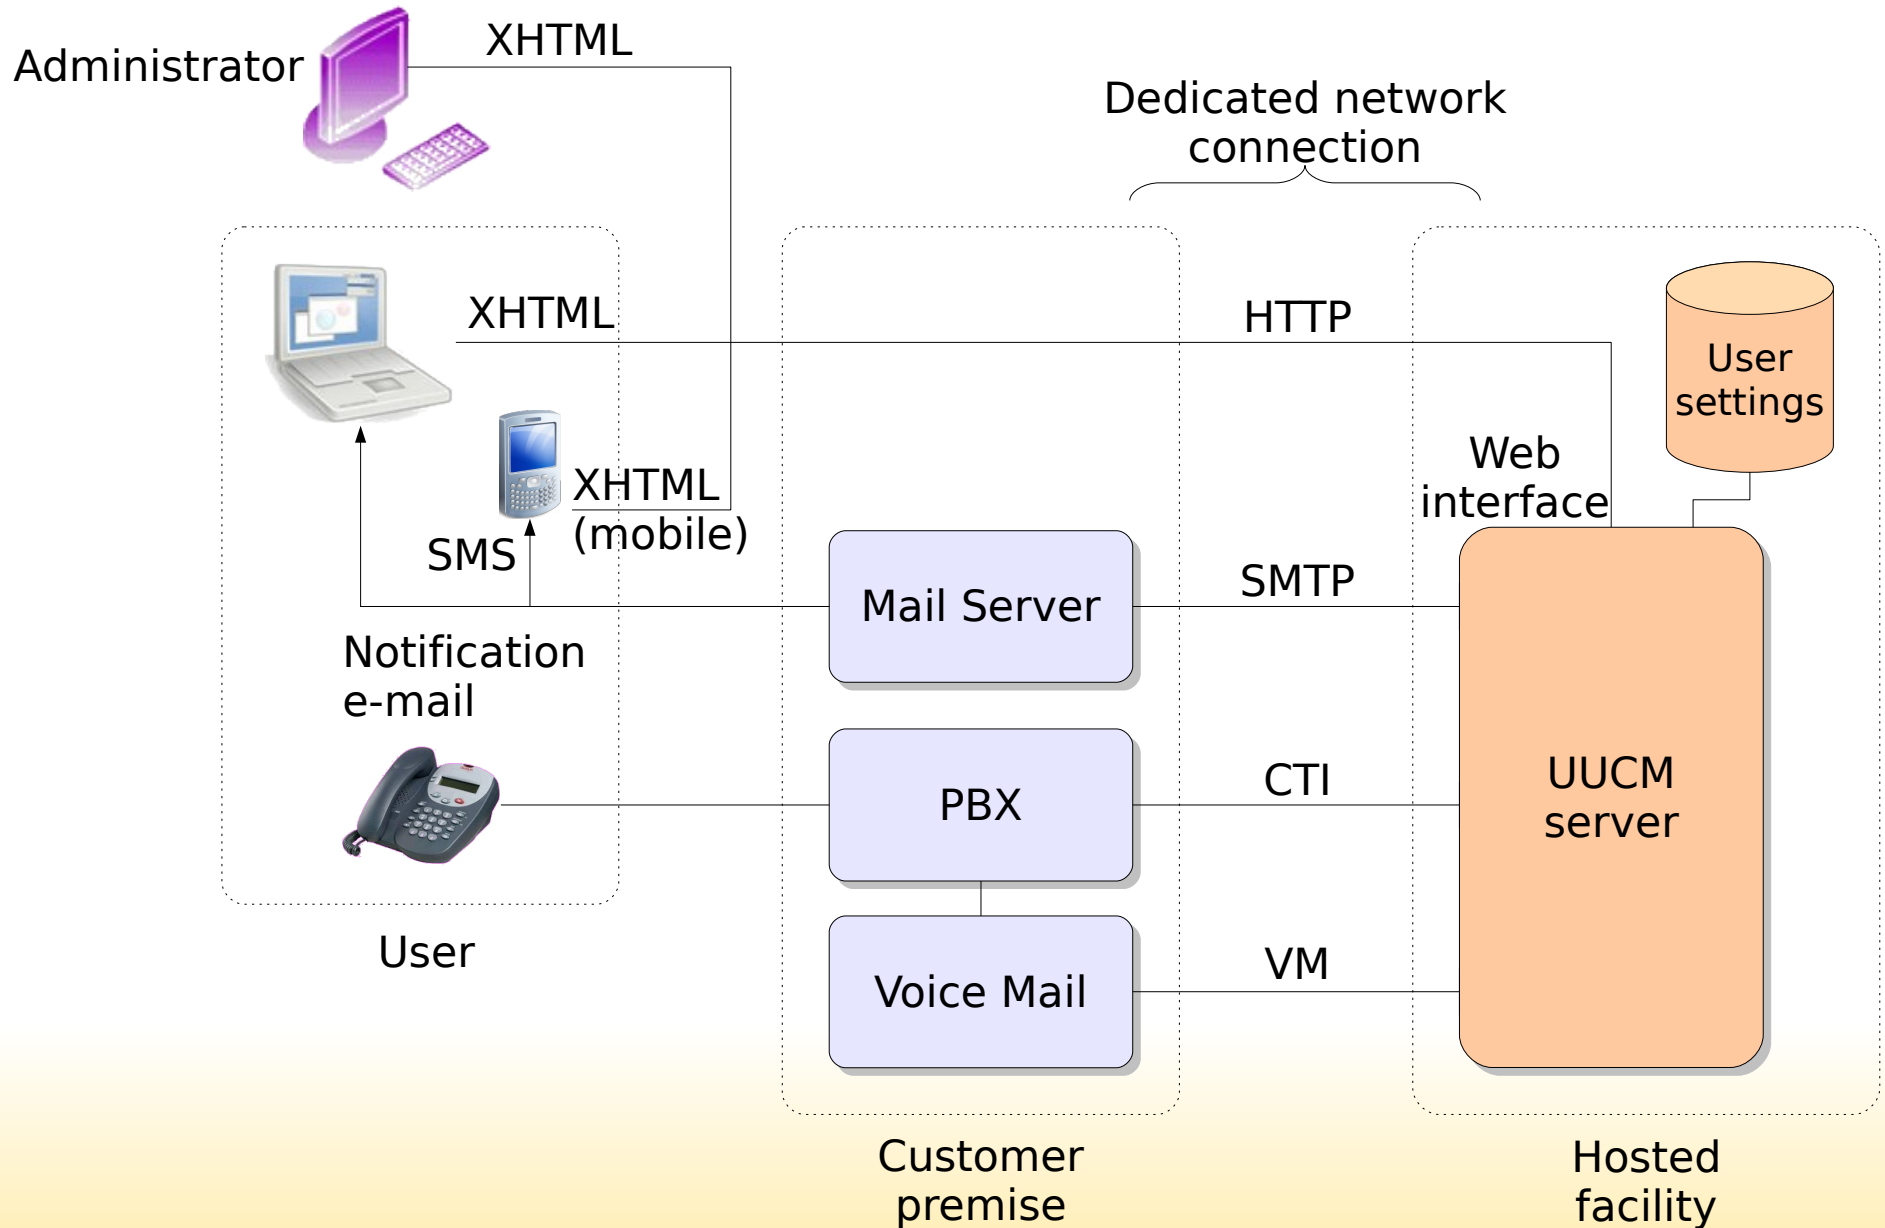 Administrator
XHTML
Dedicated network
connection
XHTML
HTTP
User
settings
Web
interface
XHTML
(mobile)
SMS
Mail Server
SMTP
Notification
e-mail
PBX
CTI
UUCM
server
User
Voice Mail
VM
Customer
premise
Hosted
facility